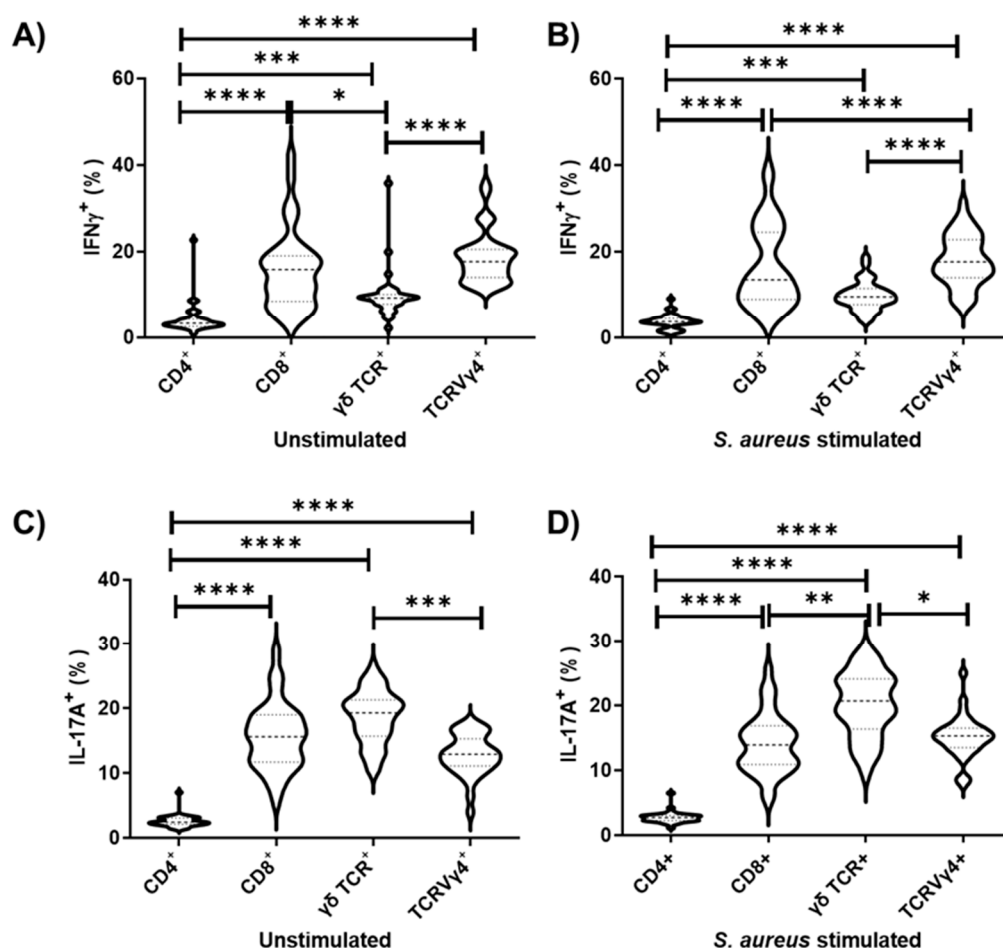 A)
****
***
****
*
****
60
40
20
0
IFNγ⁺ (%)
CD4⁺
CD8⁺
γδ TCR⁺
TCRVγ4⁺
Unstimulated
B)
****
***
****
****
****
60
40
20
0
IFNγ⁺ (%)
CD4⁺
CD8⁺
γδ TCR⁺
TCRVγ4⁺
S. aureus stimulated
C)
****
****
****
***
40
30
20
10
0
IL-17A⁺ (%)
CD4⁺
CD8⁺
γδ TCR⁺
TCRVγ4⁺
Unstimulated
D)
****
****
****
**
*
40
30
20
10
0
IL-17A⁺ (%)
CD4+
CD8+
γδ TCR+
TCRVγ4+
S. aureus stimulated